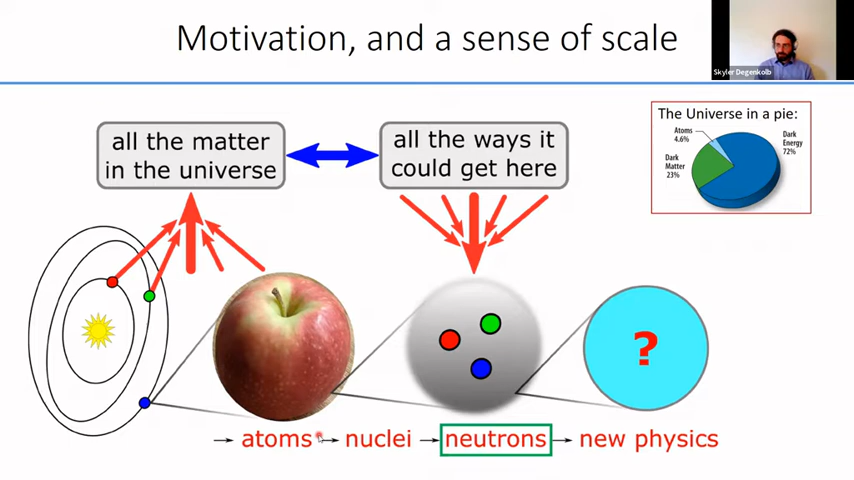 Motivation, and a sense of scale
Skyler Degenkolb
all the matter
in the universe
all the ways it
could get here
The Universe in a pie:
Atoms
4.6%
Dark
Energy
72%
Dark
Matter
23%
?
→ atoms → nuclei → neutrons → new physics